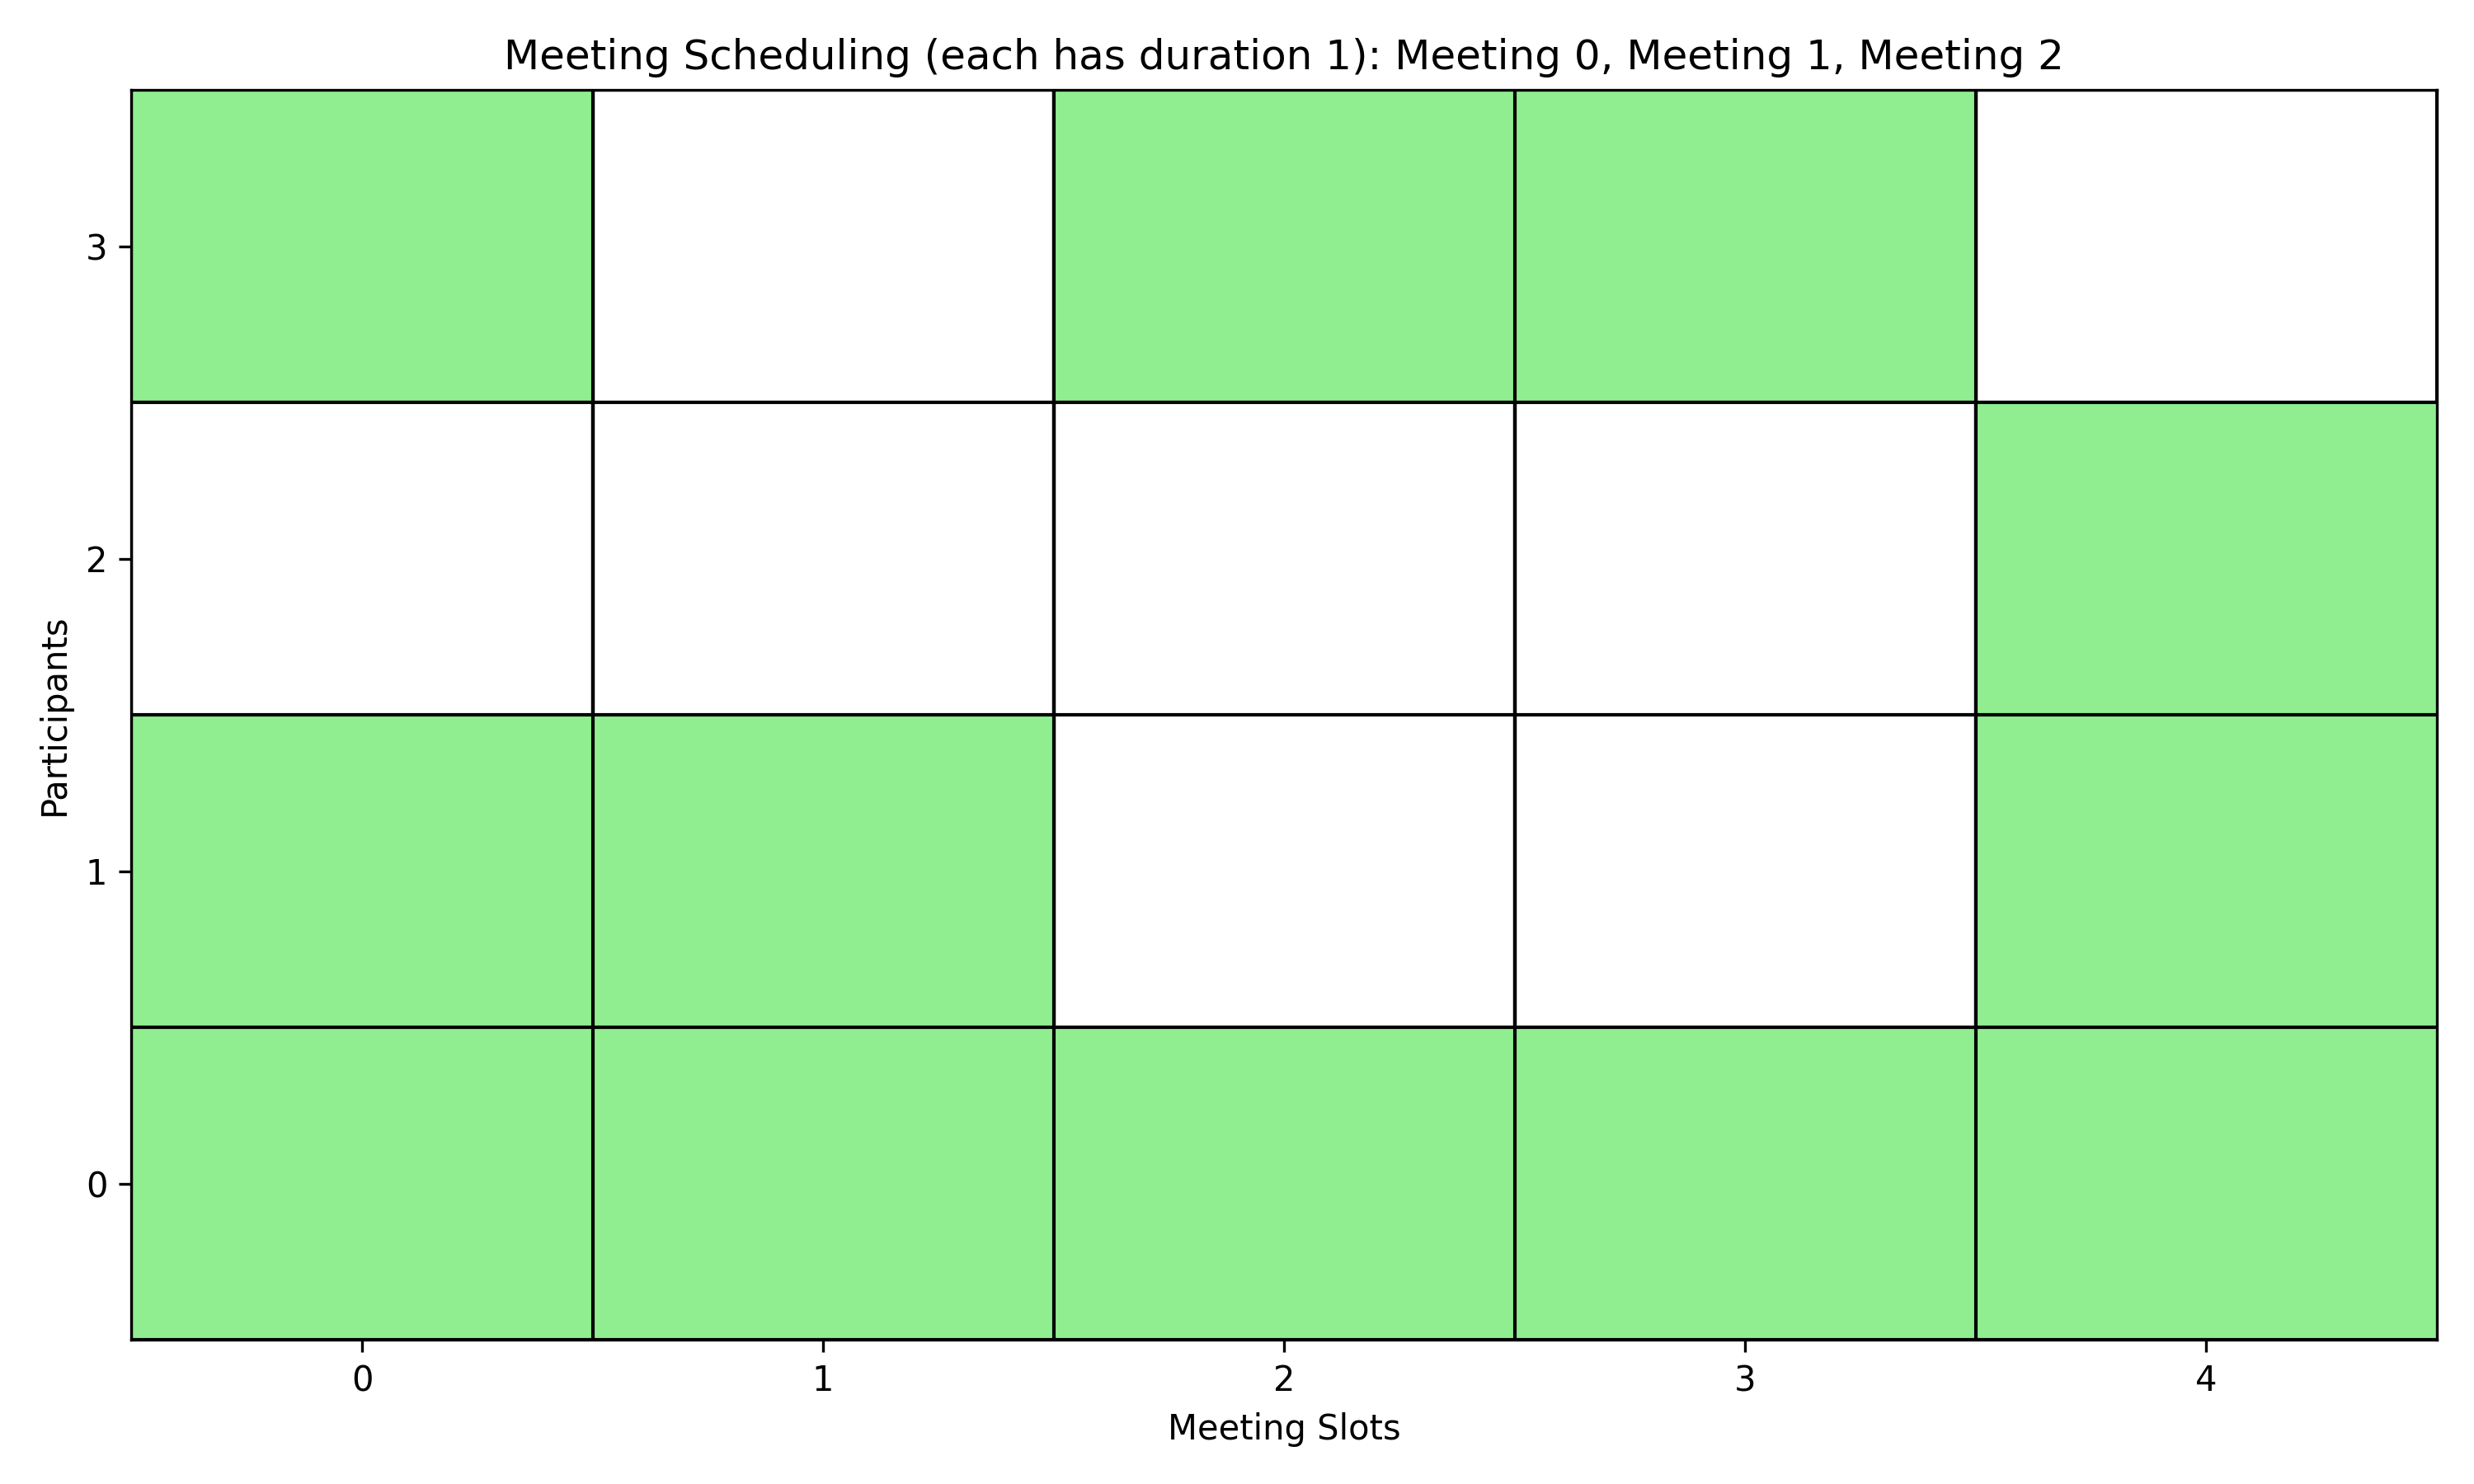 Meeting Scheduling (each has duration 1): Meeting 0, Meeting 1, Meeting 2
Participants
3
2
1
0
0 1 2 3 4
Meeting Slots